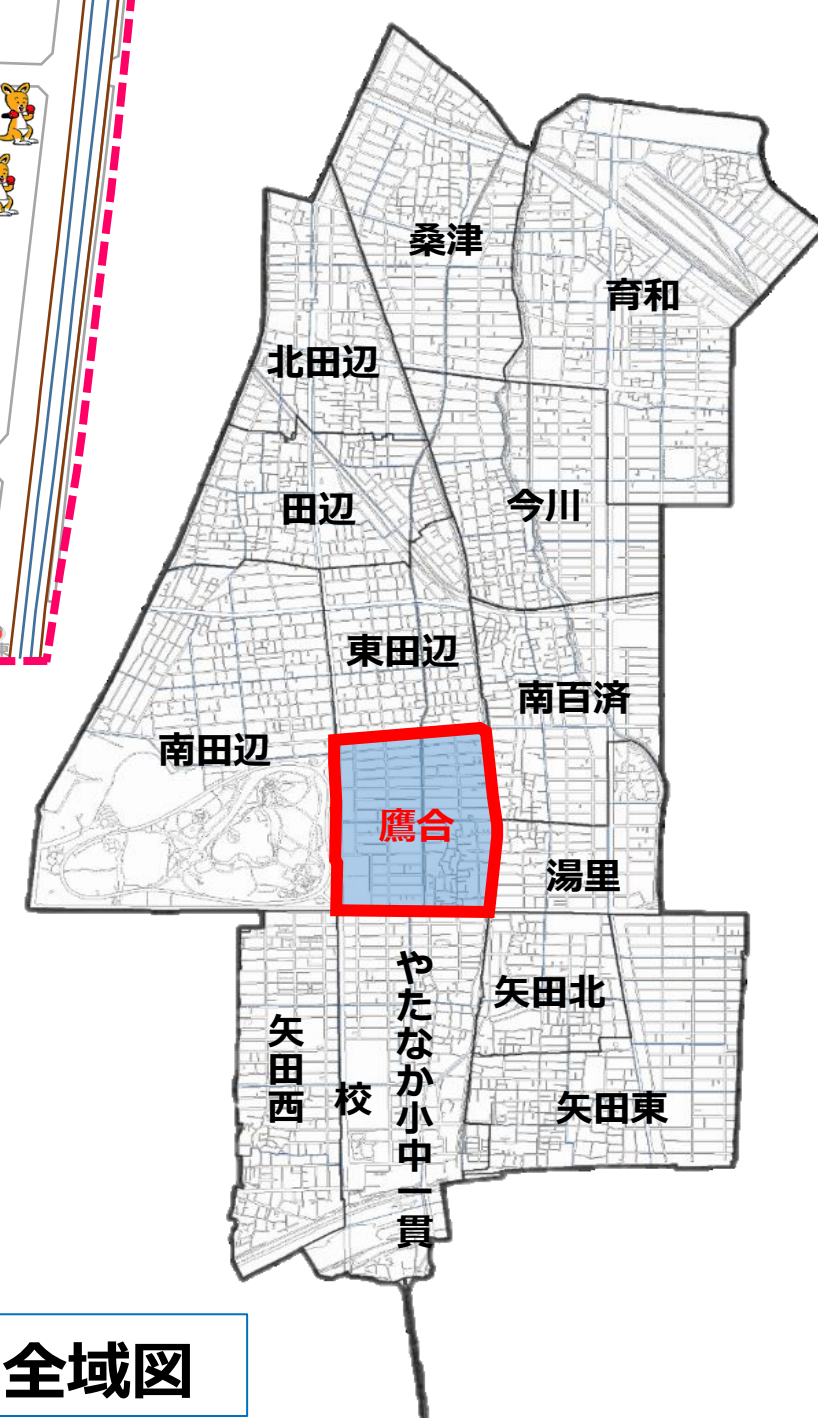 桑津
育和
北田辺
田辺
今川
東田辺
南百済
南田辺
鷹合
湯里
矢田北
矢田西
やたなか小中一貫
校
矢田東
全域図